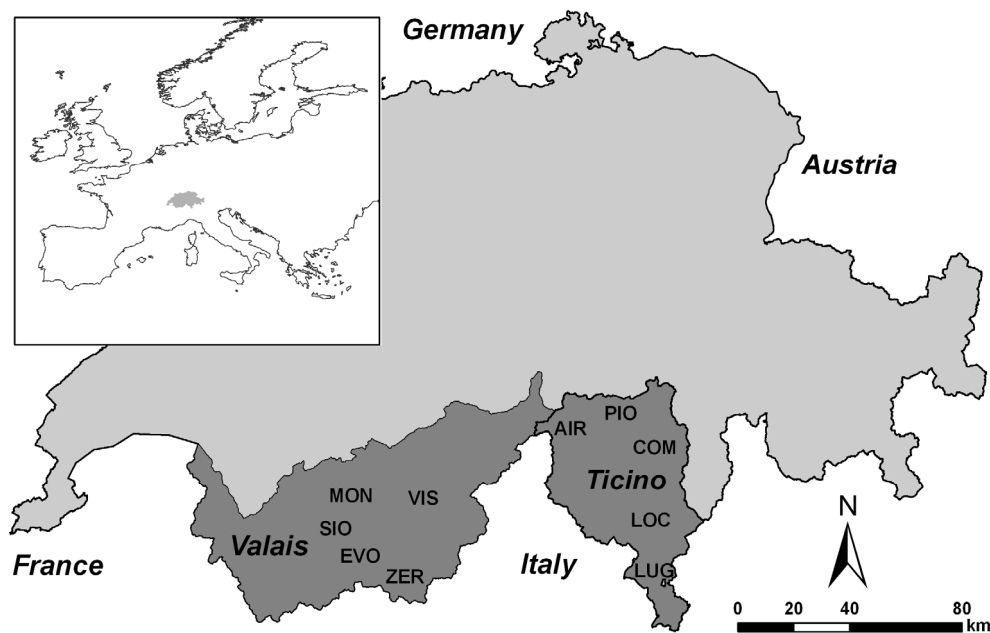 Germany
Austria
PIO
AIR
COM
Ticino
MON
VIS
LOC
N
SIO
Valais
EVO
France
Italy
ZER
LUG
0 20 40 80
km